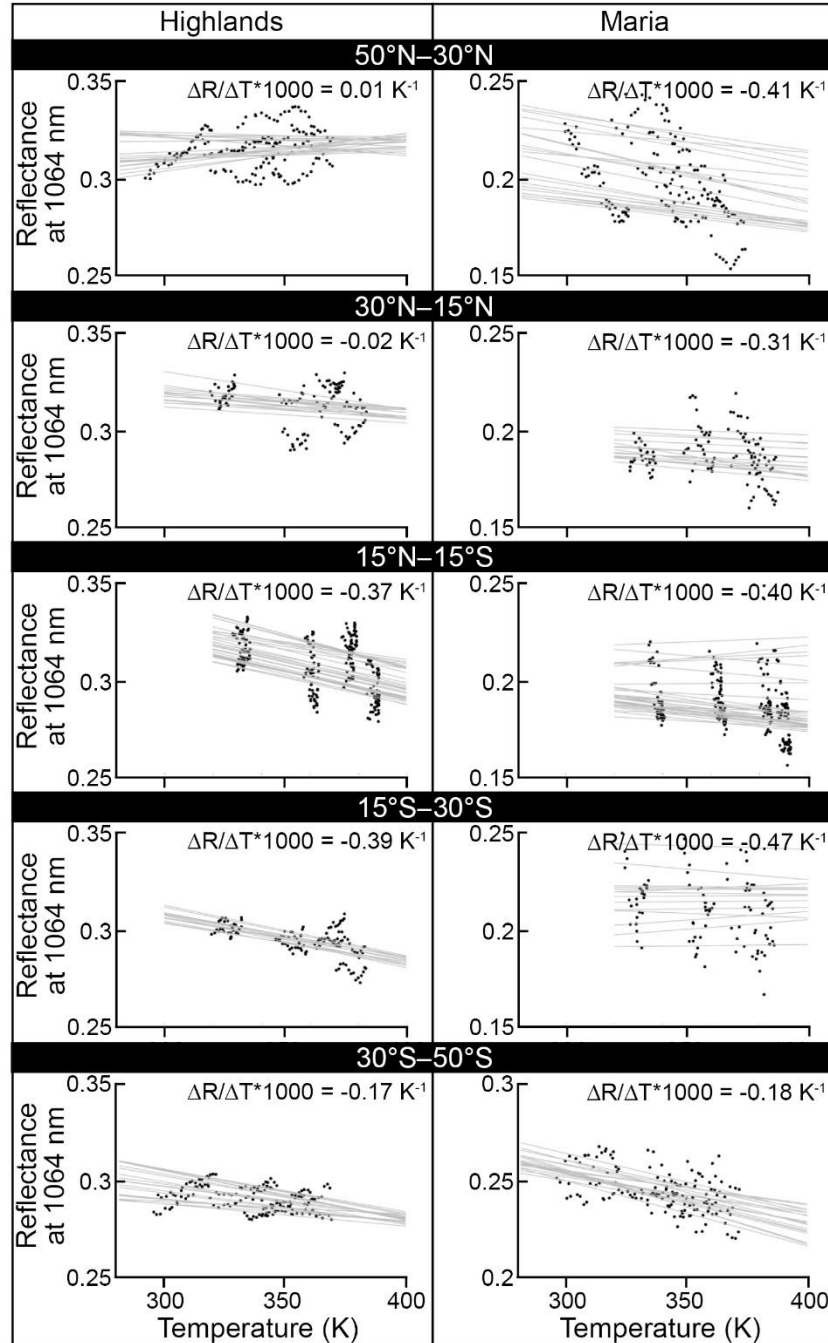 Highlands Maria
50°N–30°N
ΔR/ΔT*1000 = 0.01 K⁻¹
0.35
0.3
0.25
Reflectance
at 1064 nm
ΔR/ΔT*1000 = -0.41 K⁻¹
0.25
0.2
0.15
30°N–15°N
ΔR/ΔT*1000 = -0.02 K⁻¹
0.35
0.3
0.25
Reflectance
at 1064 nm
ΔR/ΔT*1000 = -0.31 K⁻¹
0.25
0.2
0.15
15°N–15°S
ΔR/ΔT*1000 = -0.37 K⁻¹
0.35
0.3
0.25
Reflectance
at 1064 nm
ΔR/ΔT*1000 = -0.40 K⁻¹
0.25
0.2
0.15
15°S–30°S
ΔR/ΔT*1000 = -0.39 K⁻¹
0.35
0.3
0.25
Reflectance
at 1064 nm
ΔR/ΔT*1000 = -0.47 K⁻¹
0.25
0.2
0.15
30°S–50°S
ΔR/ΔT*1000 = -0.17 K⁻¹
0.35
0.3
0.25
Reflectance
at 1064 nm
ΔR/ΔT*1000 = -0.18 K⁻¹
0.3
0.25
0.2
300 350 400 300 350 400
Temperature (K) Temperature (K)